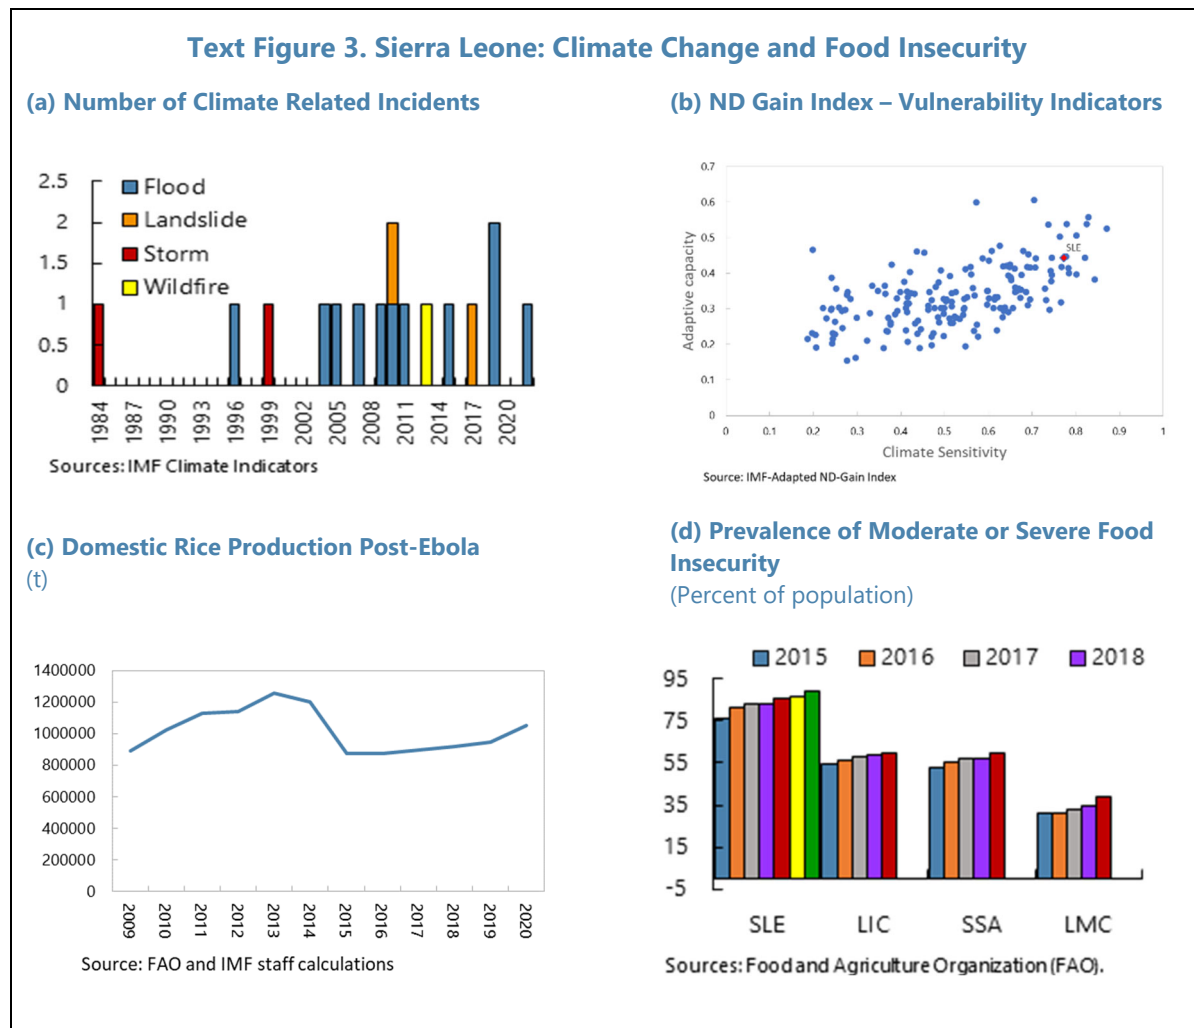 Text Figure 3. Sierra Leone: Climate Change and Food Insecurity
(a) Number of Climate Related Incidents
2.5
2
1.5
1
0.5
0
Flood
Landslide
Storm
Wildfire
1984
1987
1990
1993
1996
1999
2002
2005
2008
2011
2014
2017
2020
Sources: IMF Climate Indicators
(b) ND Gain Index – Vulnerability Indicators
Adaptive capacity
0.7
0.6
0.5
0.4
0.3
0.2
0.1
0
SLE
0 0.1 0.2 0.3 0.4 0.5 0.6 0.7 0.8 0.9 1
Climate Sensitivity
Source: IMF-Adapted ND-Gain Index
(c) Domestic Rice Production Post-Ebola
(t)
1400000
1200000
1000000
800000
600000
400000
200000
0
2009
2010
2011
2012
2013
2014
2015
2016
2017
2018
2019
2020
Source: FAO and IMF staff calculations
(d) Prevalence of Moderate or Severe Food
Insecurity
(Percent of population)
2015 2016 2017 2018
95
75
55
35
15
-5
SLE LIC SSA LMC
Sources: Food and Agriculture Organization (FAO).